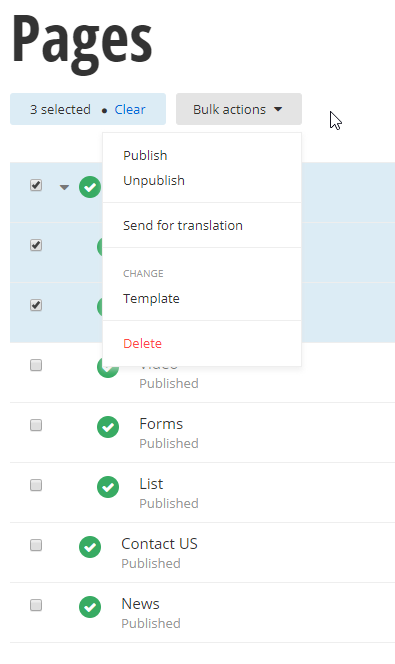 Pages
3 selected • Clear
Bulk actions
Publish
Unpublish
Send for translation
CHANGE
Template
Delete
Video
Published
Forms
Published
List
Published
Contact US
Published
News
Published